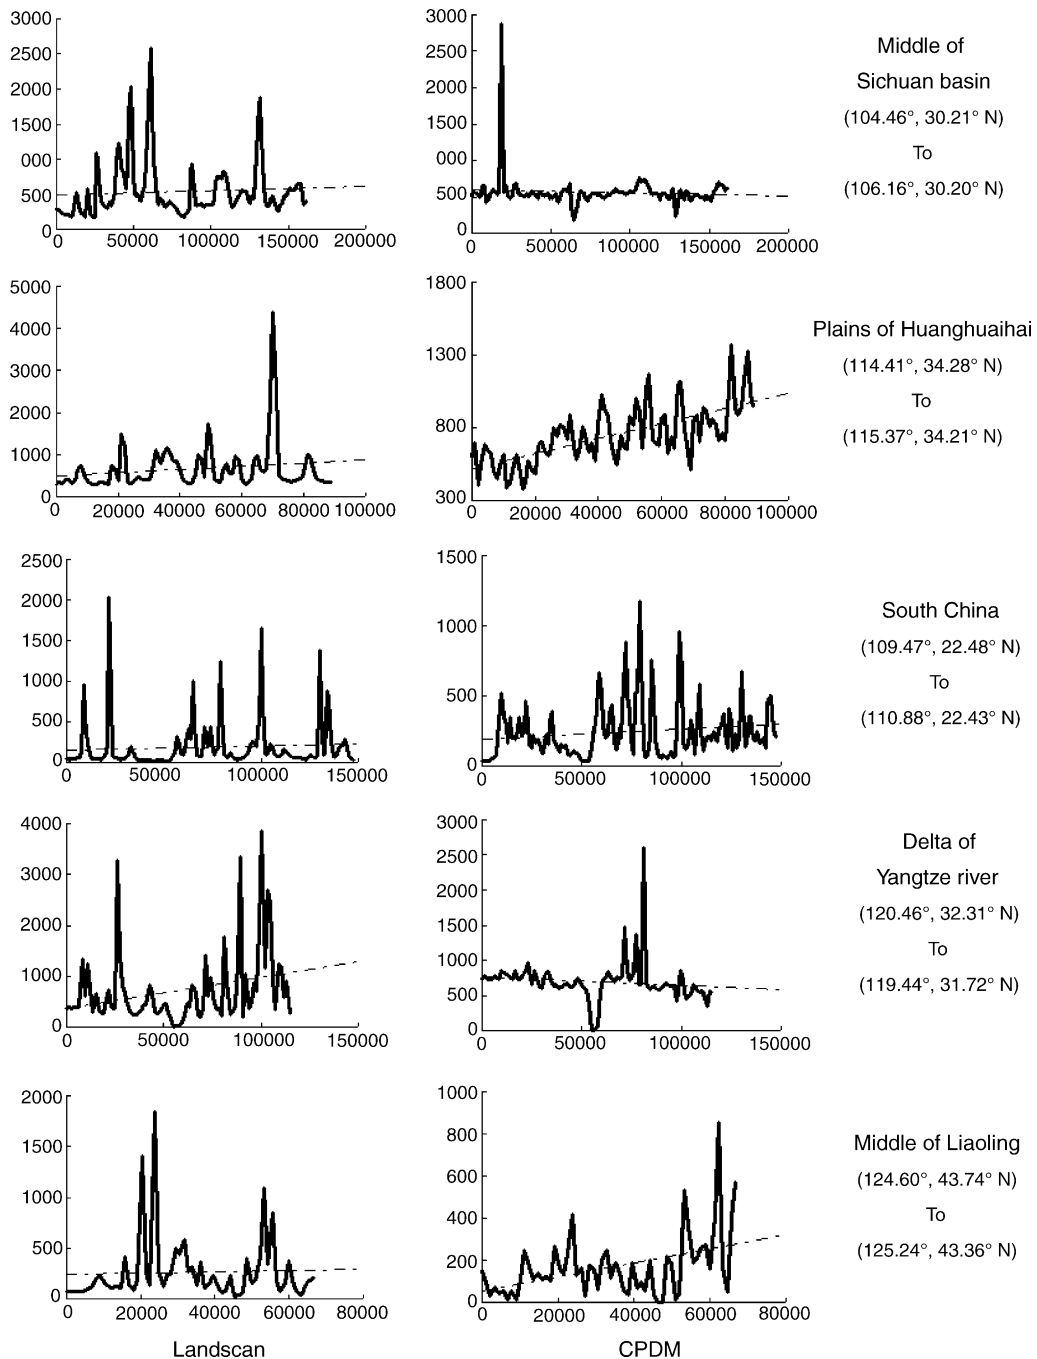 3000
2500
2000
1500
000
500
0
0 50000 100000 150000 200000
3000
2500
2000
1500
1000
500
0
0 50000 100000 150000 200000
Middle of
Sichuan basin
(104.46°, 30.21° N)
To
(106.16°, 30.20° N)
5000
4000
3000
2000
1000
0
0 20000 40000 60000 80000 100000
1800
1300
800
300
0 20000 40000 60000 80000 100000
Plains of Huanghuaihai
(114.41°, 34.28° N)
To
(115.37°, 34.21° N)
2500
2000
1500
1000
500
0
0 50000 100000 150000
1500
1000
500
0
0 50000 100000 150000
South China
(109.47°, 22.48° N)
To
(110.88°, 22.43° N)
4000
3000
2000
1000
0
0 50000 100000 150000
3000
2500
2000
1500
1000
500
0
0 50000 100000 150000
Delta of
Yangtze river
(120.46°, 32.31° N)
To
(119.44°, 31.72° N)
2000
1500
1000
500
0
0 20000 40000 60000 80000
1000
800
600
400
200
0
0 20000 40000 60000 80000
Middle of Liaoling
(124.60°, 43.74° N)
To
(125.24°, 43.36° N)
Landscan
CPDM